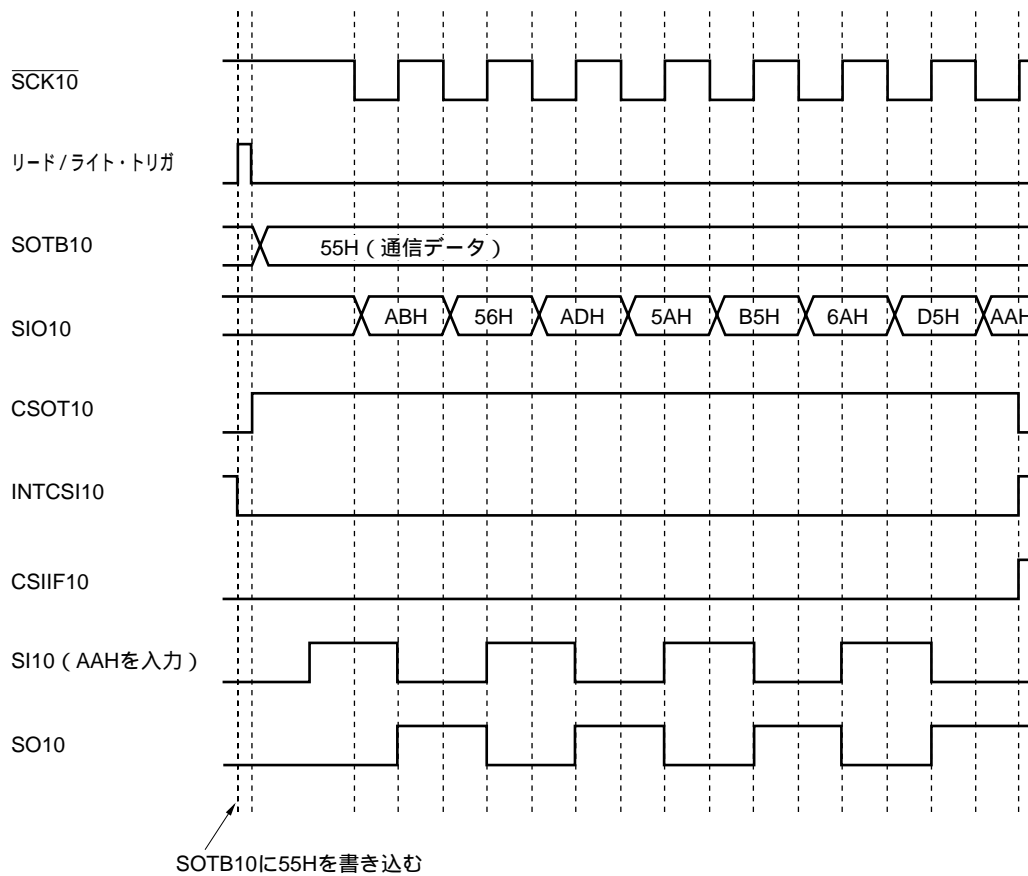 SCK10
リード/ライト・トリガ
SOTB10
55H(通信データ)
SIO10
ABH 56H ADH 5AH B5H 6AH D5H AAH
CSOT10
INTCSI10
CSIIF10
SI10(AAHを入力)
SO10
SOTB10に55Hを書き込む